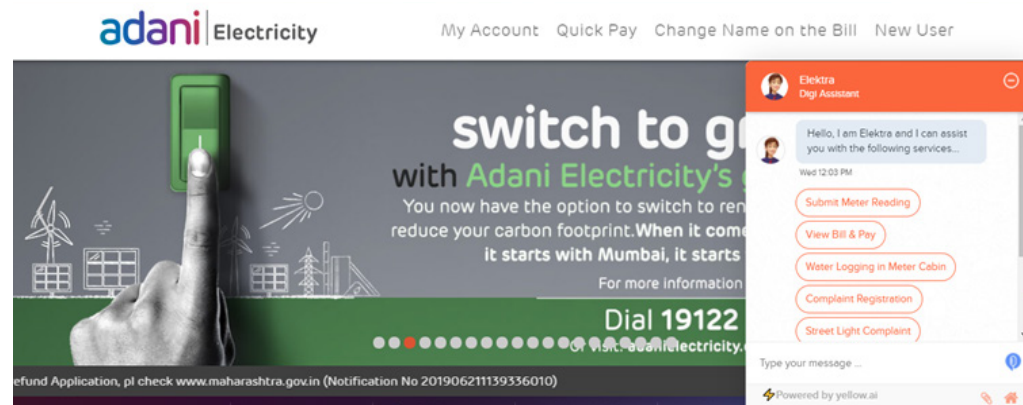 adani Electricity
My Account Quick Pay Change Name on the Bill New User
switch to gr
with Adani Electricity's
You now have the option to switch to ren
reduce your carbon footprint.When it come
it starts with Mumbai, it starts
For more information
Dial 19122
or visit: adanielectricity.
efund Application, pl check www.maharashtra.gov.in (Notification No 201906211139336010)
Elektra
Digi Assistant
Hello, I am Elektra and I can assist
you with the following services...
Wed 12:03 PM
Submit Meter Reading
View Bill & Pay
Water Logging in Meter Cabin
Complaint Registration
Street Light Complaint
Type your message ...
Powered by yellow.ai